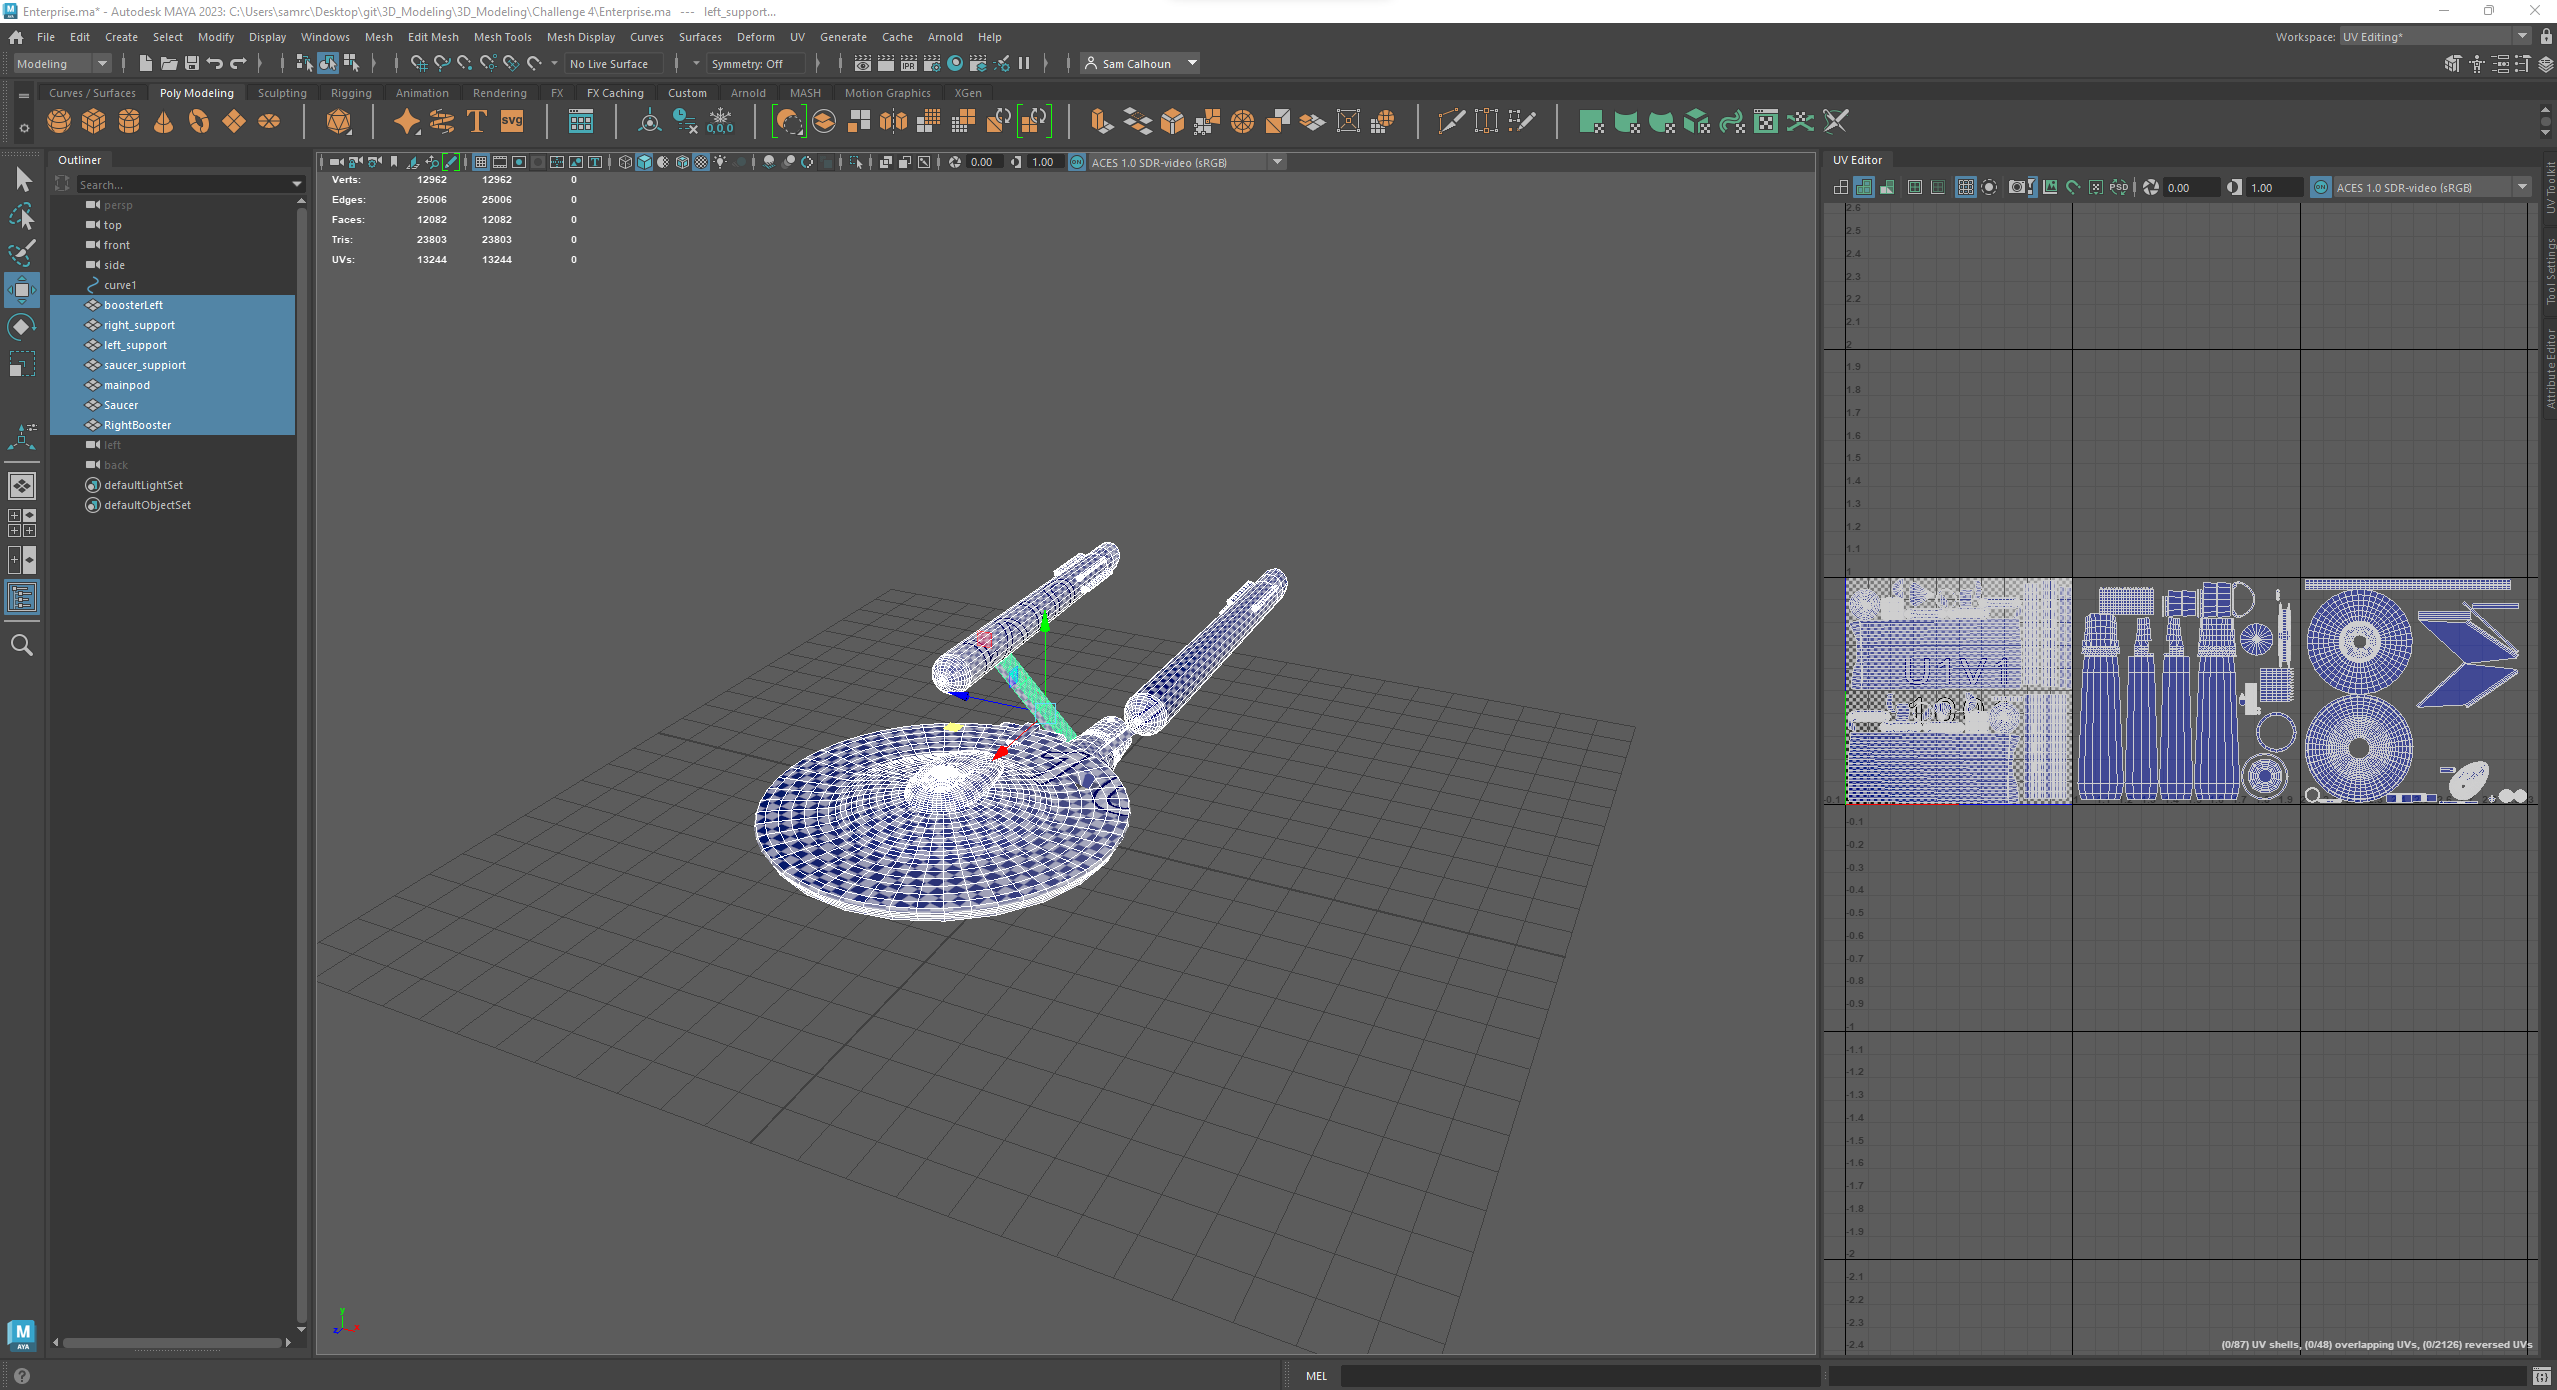 Enterprise.ma* - Autodesk MAYA 2023: C:\Users\samrc\Desktop\git\3D_Modeling\3D_Modeling\Challenge 4\Enterprise.ma --- left_support...
File Edit Create Select Modify Display Windows Mesh Edit Mesh Mesh Tools Mesh Display Curves Surfaces Deform UV Generate Cache Arnold Help
Workspace: UV Editing*
Modeling
No Live Surface
Symmetry: Off
IPR
Sam Calhoun
Curves / Surfaces Poly Modeling Sculpting Rigging Animation Rendering FX FX Caching Custom Arnold MASH Motion Graphics XGen
T
SVG
0,0,0
Outliner
Search...
persp
top
front
side
curve1
boosterLeft
right_support
left_support
saucer_suppiort
mainpod
Saucer
RightBooster
left
back
defaultLightSet
defaultObjectSet
0.00
1.00
ON
ACES 1.0 SDR-video (sRGB)
Verts: 12962 12962 0
Edges: 25006 25006 0
Faces: 12082 12082 0
Tris: 23803 23803 0
UVs: 13244 13244 0
y
z
x
UV Editor
PSD
0.00
1.00
ON
ACES 1.0 SDR-video (sRGB)
2.6
2.5
2.4
2.3
2.2
2.1
2
1.9
1.8
1.7
1.6
1.5
1.4
1.3
1.2
1.1
1
U1V1
-0.1
-0.2
-0.3
-0.4
-0.5
-0.6
-0.7
-0.8
-0.9
-1
-1.1
-1.2
-1.3
-1.4
-1.5
-1.6
-1.7
-1.8
-1.9
-2
-2.1
-2.2
-2.3
-2.4
(0/87) UV shells, (0/48) overlapping UVs, (0/2126) reversed UVs
UV Toolkit
Tool Settings
Attribute Editor
M
AYA
MEL